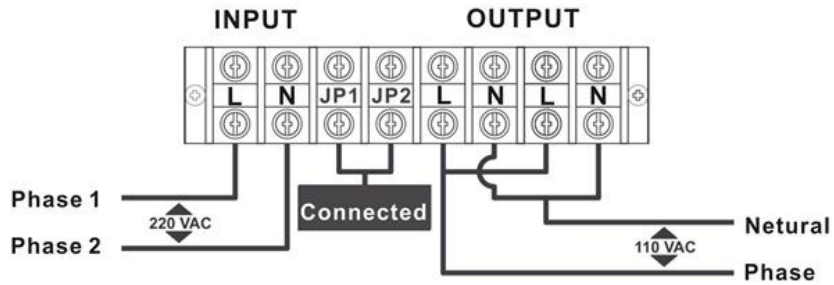 INPUT OUTPUT
L N JP1 JP2 L N L N
Phase 1
220 VAC
Phase 2
Connected
Netural
110 VAC
Phase